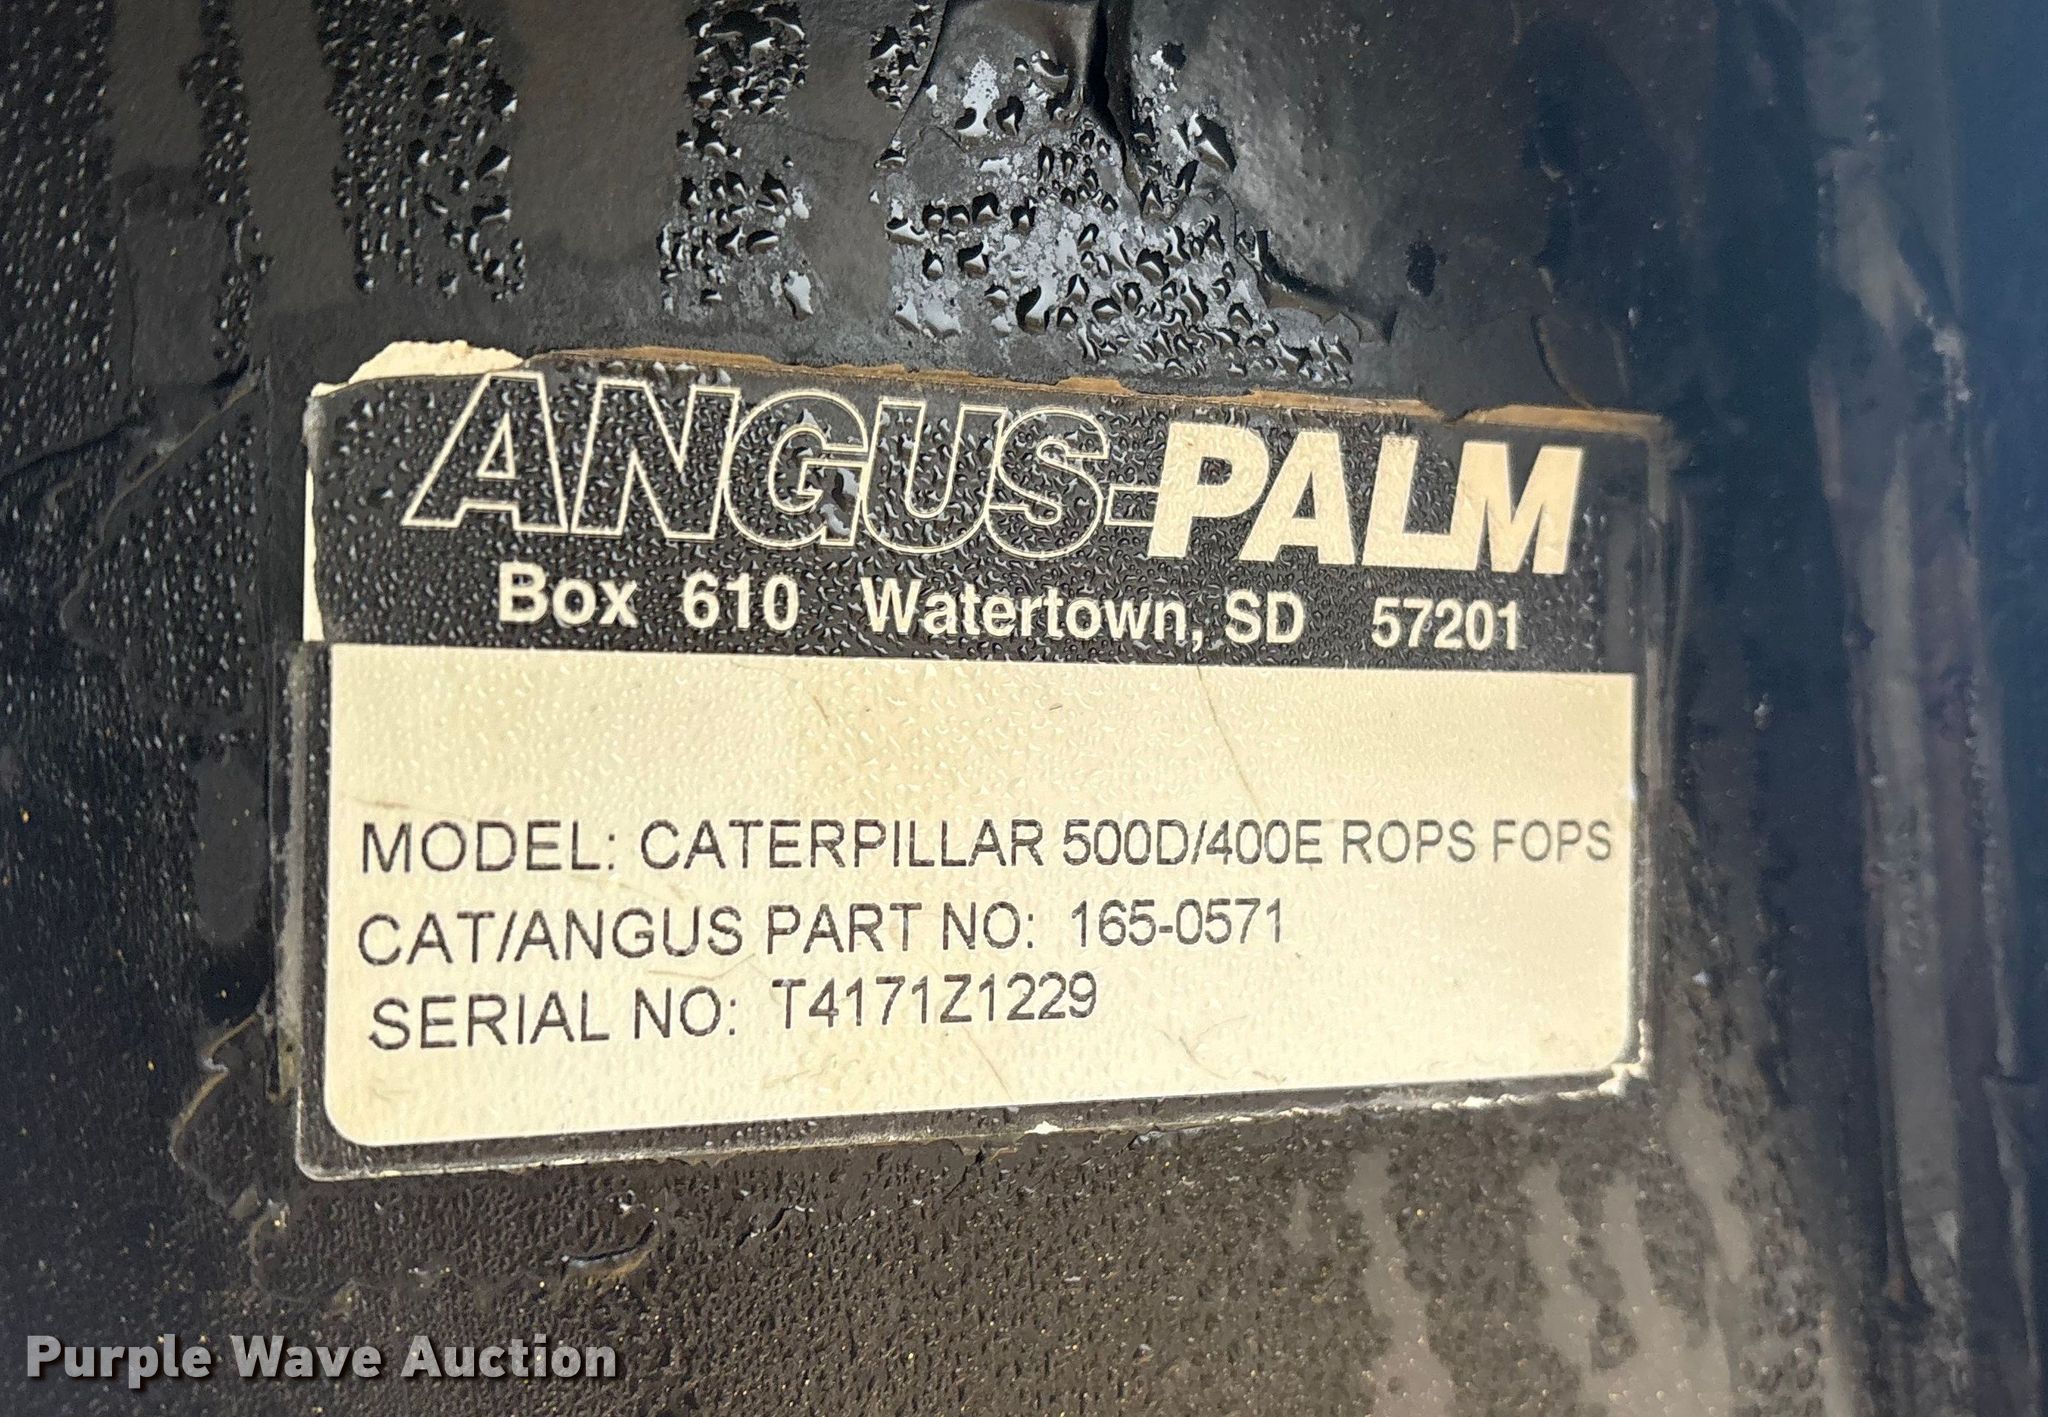 ANGUS-PALM
Box 610 Watertown, SD 57201
MODEL: CATERPILLAR 500D/400E ROPS FOPS
CAT/ANGUS PART NO: 165-0571
SERIAL NO: T4171Z1229
Purple Wave Auction